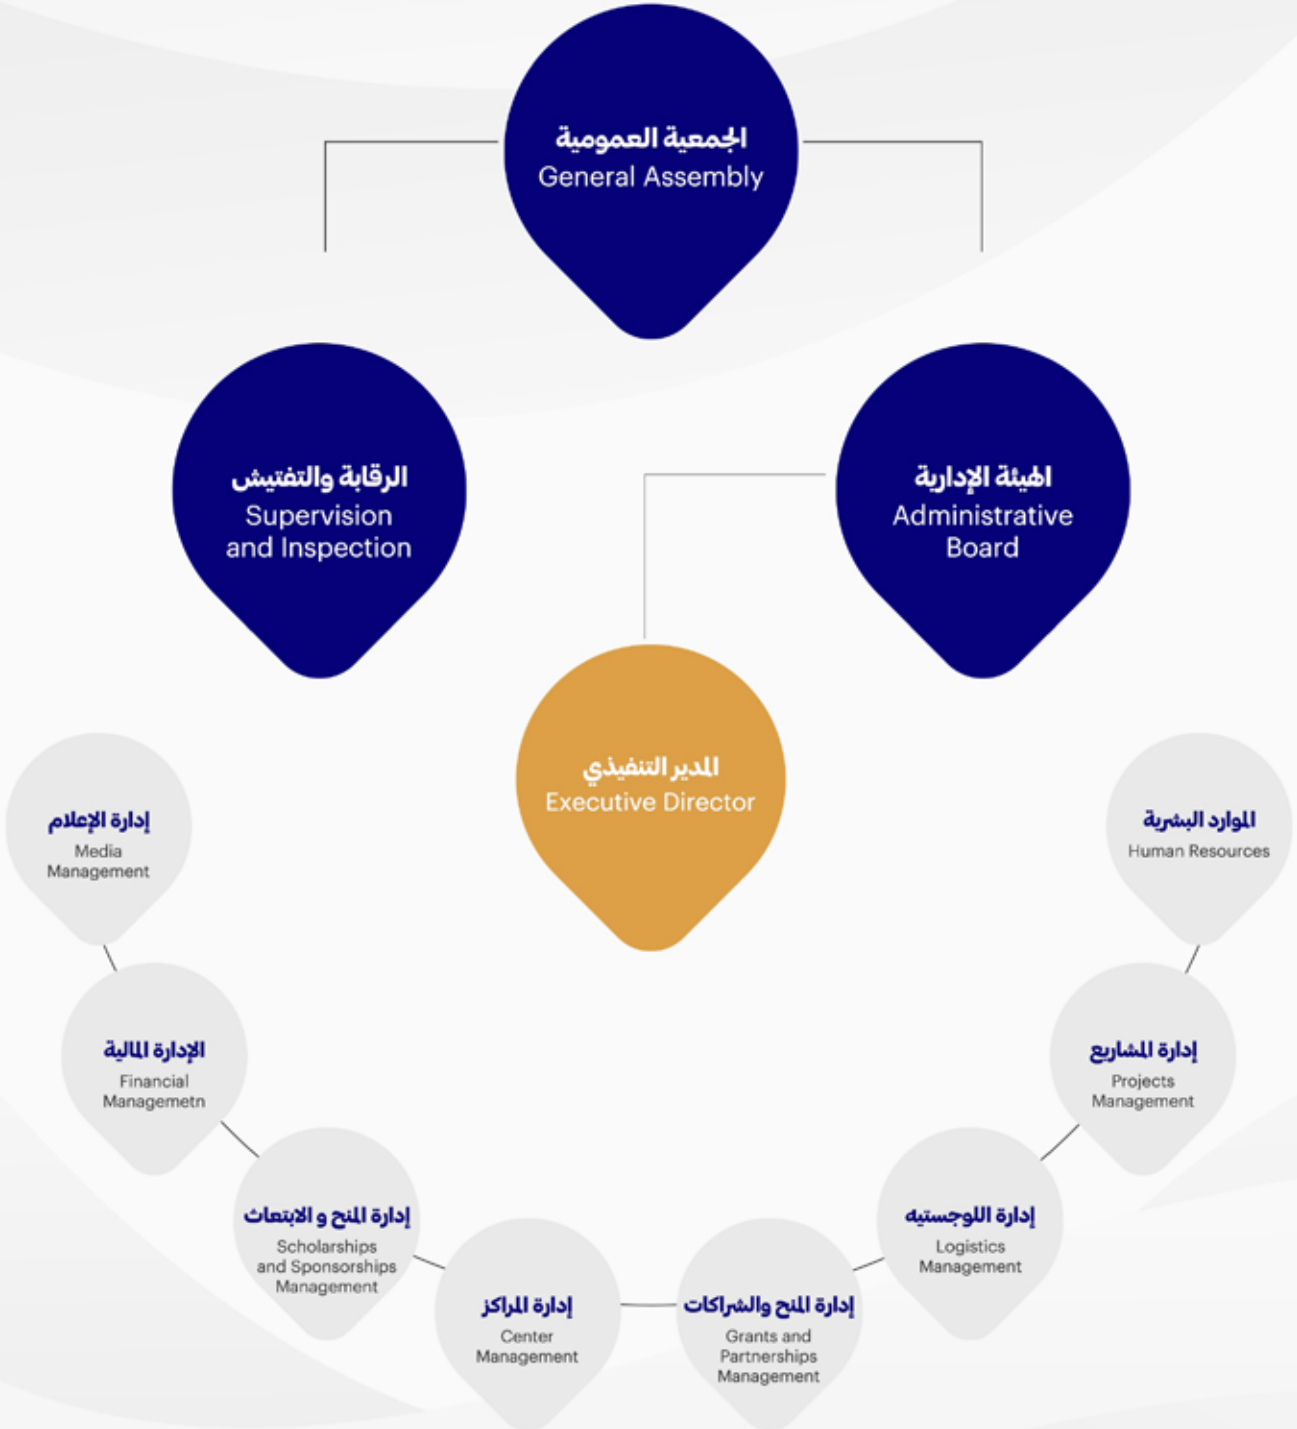 الجمعية العمومية
General Assembly
الرقابة والتفتيش
Supervision
and Inspection
الهيئة الإدارية
Administrative
Board
المدير التنفيذي
Executive Director
إدارة الإعلام
Media
Management
الموارد البشرية
Human Resources
الإدارة المالية
Financial
Managemetn
إدارة المشاريع
Projects
Management
إدارة المنح و الابتعاث
Scholarships
and Sponsorships
Management
إدارة اللوجستيه
Logistics
Management
إدارة المراكز
Center
Management
إدارة المنح والشراكات
Grants and
Partnerships
Management